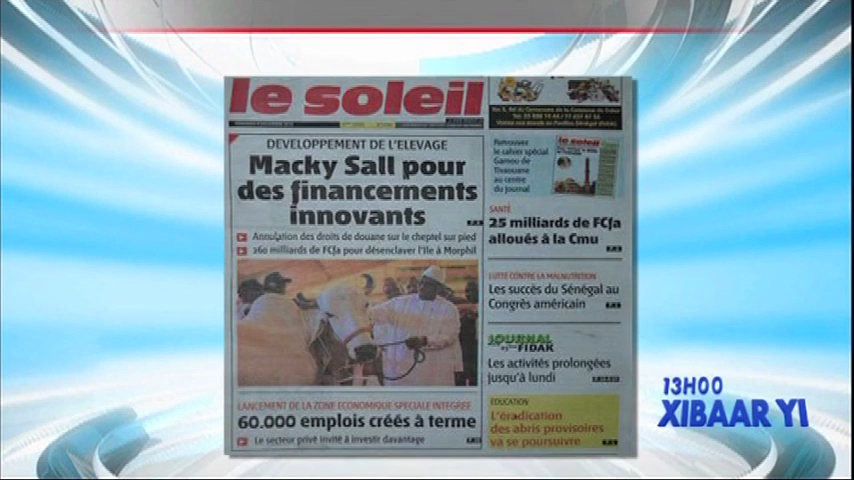 le soleil
DEVELOPPEMENT DE L'ELEVAGE
Macky Sall pour
des financements
innovants
Annulation des droits de douane sur le cheptel sur pied
260 milliards de FCfa pour désenclaver l'Ile à Morphil
LANCEMENT DE LA ZONE ECONOMIQUE SPECIALE INTEGREE
60.000 emplois créés à terme
Le secteur privé invité à investir davantage
Retrouvez
le cahier spécial
Gamou de
Tivaouane
au centre
du journal
le soleil
SANTÉ
25 milliards de FCfa
alloués à la Cmu
LUTTE CONTRE LA MALNUTRITION
Les succès du Sénégal au
Congrès américain
JOURNAL
FIDAK
Les activités prolongées
jusqu'à lundi
EDUCATION
L'éradication
des abris provisoires
va se poursuivre
13H00
XIBAAR YI